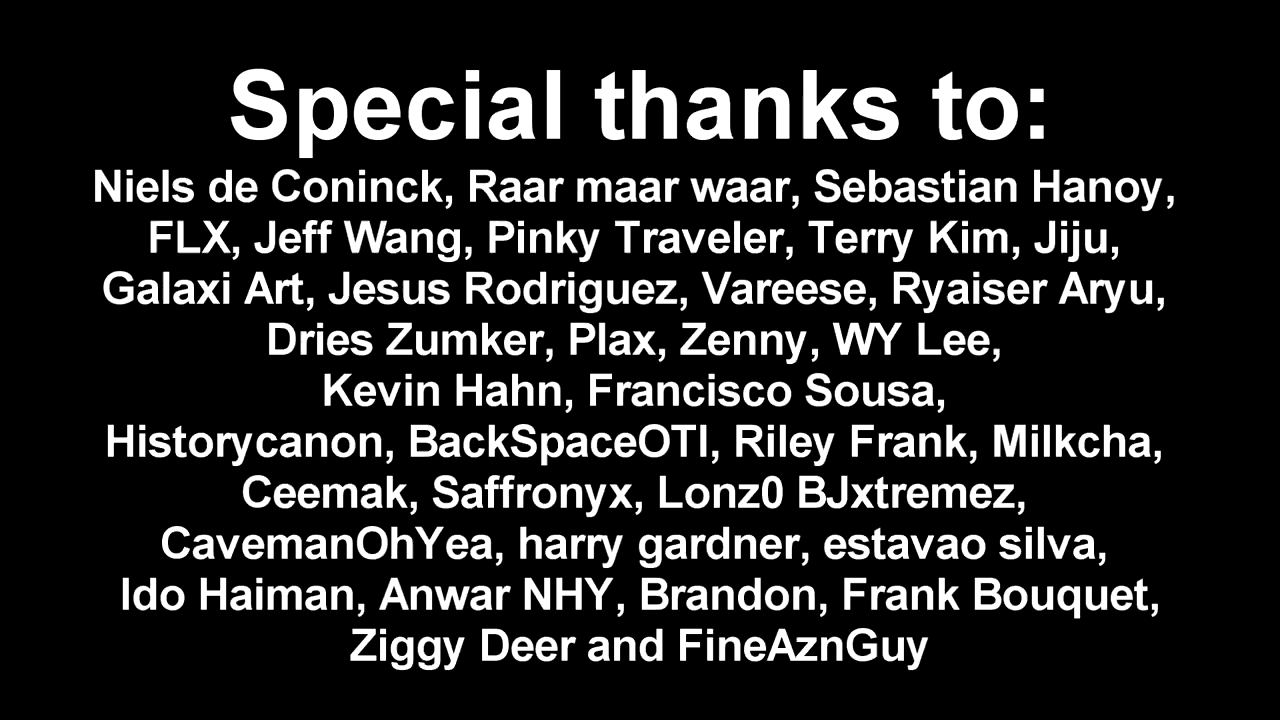 Special thanks to:
Niels de Coninck, Raar maar waar, Sebastian Hanoy,
FLX, Jeff Wang, Pinky Traveler, Terry Kim, Jiju,
Galaxi Art, Jesus Rodriguez, Vareese, Ryaiser Aryu,
Dries Zumker, Plax, Zenny, WY Lee,
Kevin Hahn, Francisco Sousa,
Historycanon, BackSpaceOTI, Riley Frank, Milkcha,
Ceemak, Saffronyx, Lonz0 BJxtremez,
CavemanOhYea, harry gardner, estavao silva,
Ido Haiman, Anwar NHY, Brandon, Frank Bouquet,
Ziggy Deer and FineAznGuy